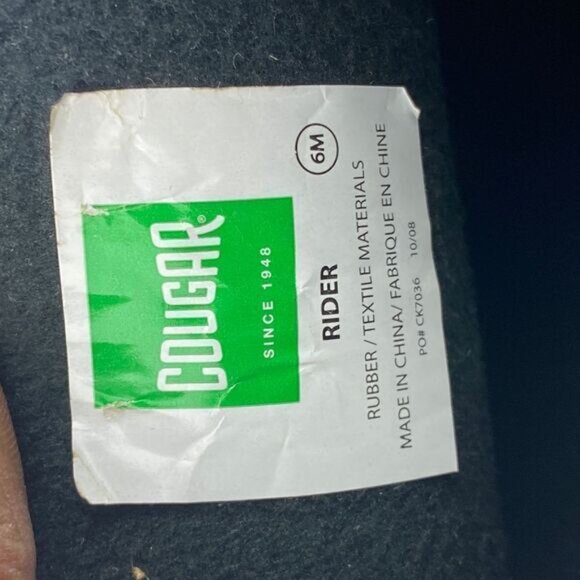 COUGAR®
SINCE 1948
6M
RIDER
RUBBER / TEXTILE MATERIALS
MADE IN CHINA/ FABRIQUE EN CHINE
PO# CK7036 10/08